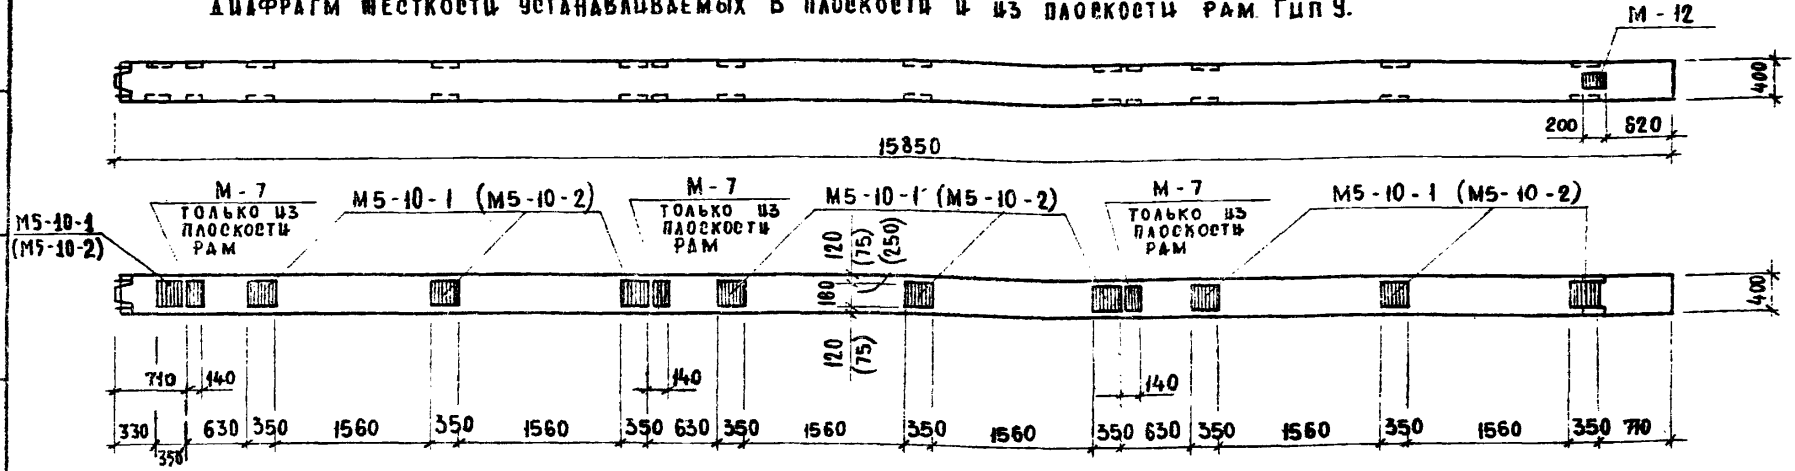 ДИАФРАГМ ЖЕСТКОСТИ УСТАНАВЛИВАЕМЫХ В ПЛОСКОСТИ И ИЗ ПЛОСКОСТИ РАМ. ТИП У.
М - 12
400
200 620
15850
М5-10-1
(М5-10-2)
М - 7
ТОЛЬКО ИЗ
ПЛОСКОСТИ
РАМ
М5-10-1 (М5-10-2)
М - 7
ТОЛЬКО ИЗ
ПЛОСКОСТИ
РАМ
М5-10-1 (М5-10-2)
М - 7
ТОЛЬКО ИЗ
ПЛОСКОСТИ
РАМ
М5-10-1 (М5-10-2)
120
(75)
(250)
160
120
(75)
400
710 140 140 140
330 350 630 350 1560 350 1560 350 630 350 1560 350 1560 350 630 350 1560 350 1560 350 710